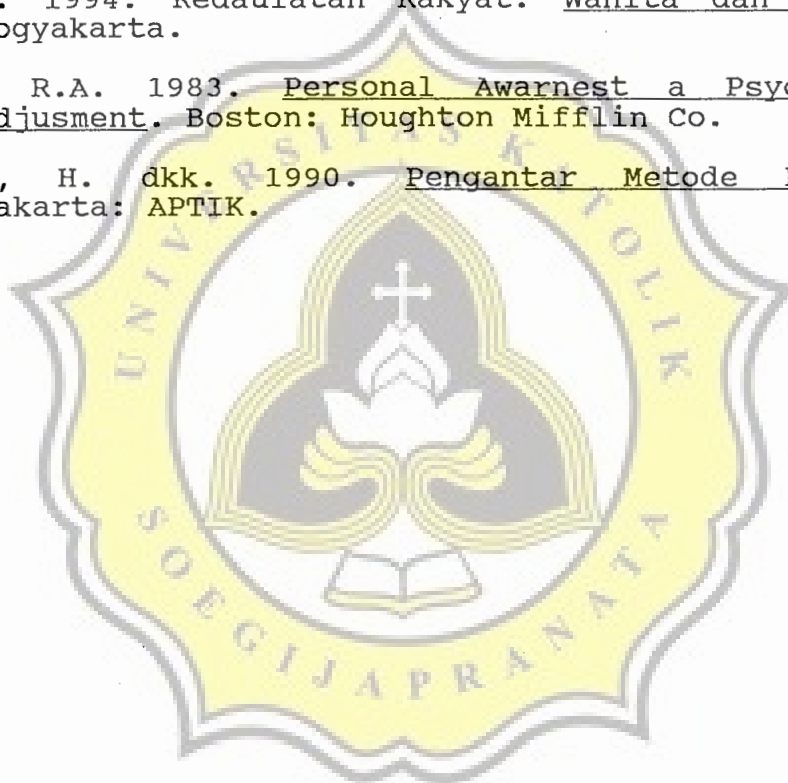 . 1994. Kedaulatan Rakyat. Wanita dan
ogyakarta.
R.A. 1983. Personal Awarnest a Psyc
djusment. Boston: Houghton Mifflin Co.
, H. dkk. 1990. Pengantar Metode
akarta: APTIK.
UNIVERSITAS KATOLIK
SOEGIJAPRANATA